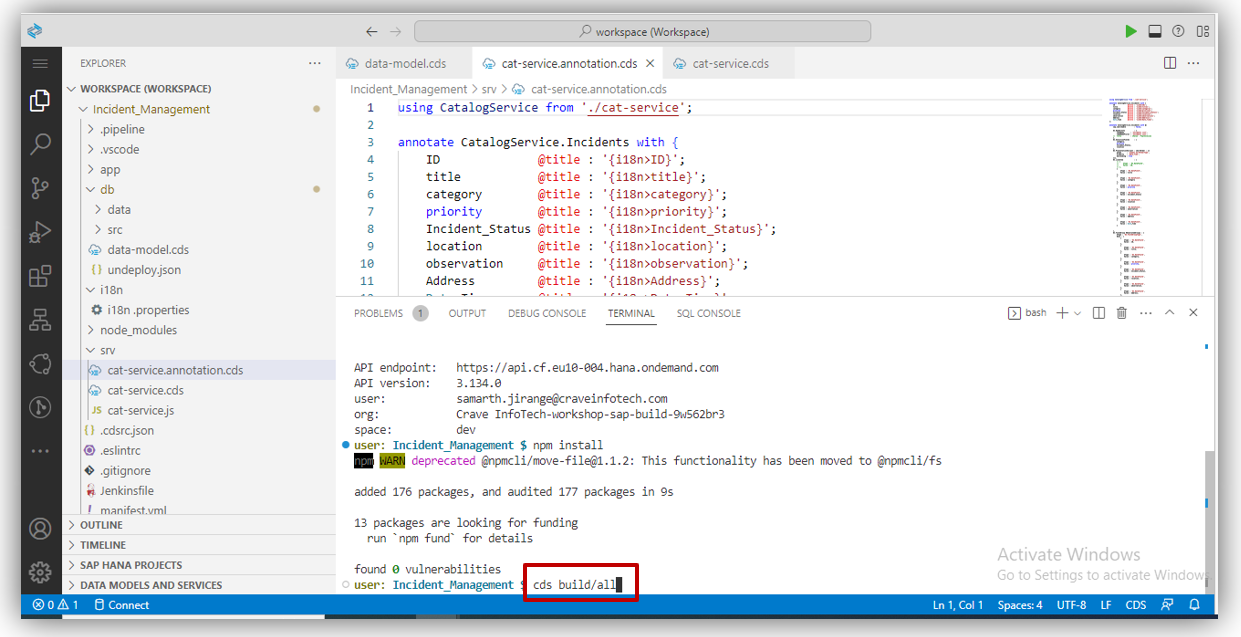 workspace (Workspace)
EXPLORER
WORKSPACE (WORKSPACE)
Incident_Management
.pipeline
.vscode
app
db
data
src
data-model.cds
undeploy.json
i18n
i18n .properties
node_modules
srv
cat-service.annotation.cds
cat-service.cds
JS cat-service.js
.cdsrc.json
.eslintrc
.gitignore
Jenkinsfile
manifest.yml
OUTLINE
TIMELINE
SAP HANA PROJECTS
DATA MODELS AND SERVICES
data-model.cds cat-service.annotation.cds cat-service.cds
Incident_Management > srv > cat-service.annotation.cds
1 using CatalogService from './cat-service';
2
3 annotate CatalogService.Incidents with {
4 ID @title : '{i18n>ID}';
5 title @title : '{i18n>title}';
6 category @title : '{i18n>category}';
7 priority @title : '{i18n>priority}';
8 Incident_Status @title : '{i18n>Incident_Status}';
9 location @title : '{i18n>location}';
10 observation @title : '{i18n>observation}';
11 Address @title : '{i18n>Address}';
PROBLEMS 1 OUTPUT DEBUG CONSOLE TERMINAL SQL CONSOLE bash
API endpoint: https://api.cf.eu10-004.hana.ondemand.com
API version: 3.134.0
user: samarth.jirange@craveinfotech.com
org: Crave InfoTech-workshop-sap-build-9w562br3
space: dev
user: Incident_Management $ npm install
npm WARN deprecated @npmcli/move-file@1.1.2: This functionality has been moved to @npmcli/fs
added 176 packages, and audited 177 packages in 9s
13 packages are looking for funding
run `npm fund` for details
found 0 vulnerabilities
user: Incident_Management $ cds build/all
Activate Windows
Go to Settings to activate Windows
0 1 Connect
Ln 1, Col 1 Spaces: 4 UTF-8 LF CDS